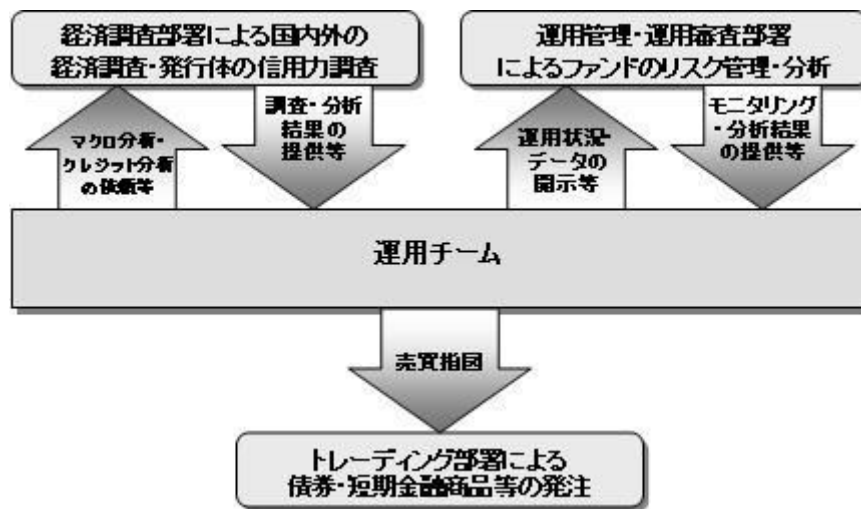 経済調査部署による国内外の
経済調査・発行体の信用力調査
運用管理・運用審査部署
によるファンドのリスク管理・分析
マクロ分析・
クレジット分析
の依頼等
調査・分析
結果の
提供等
運用状況・
データの
開示等
モニタリング
・分析結果
の提供等
運用チーム
売買指図
トレーディング部署による
債券・短期金融商品等の発注